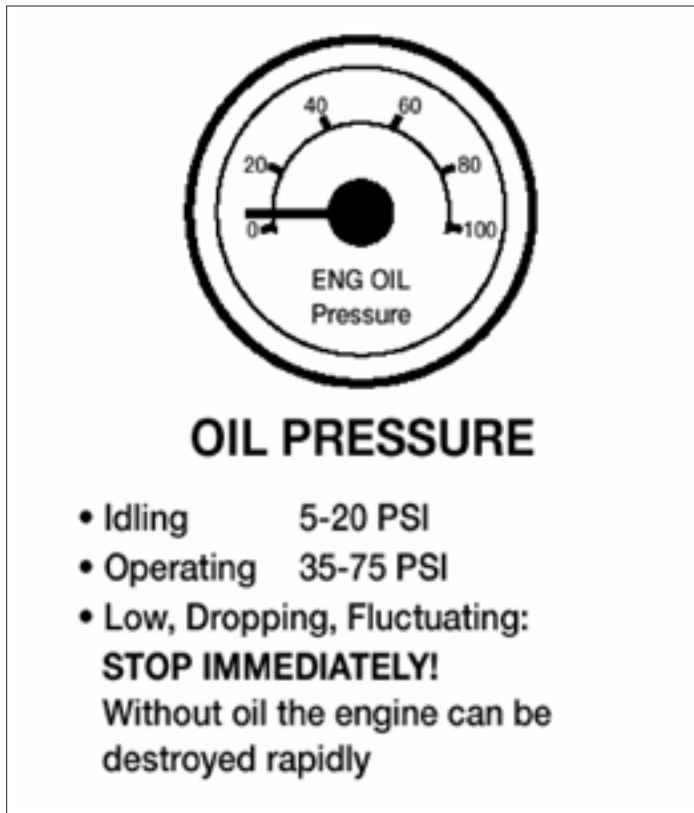 40 60
20 80
0 100
ENG OIL
Pressure
OIL PRESSURE
• Idling 5-20 PSI
• Operating 35-75 PSI
• Low, Dropping, Fluctuating:
STOP IMMEDIATELY!
Without oil the engine can be
destroyed rapidly